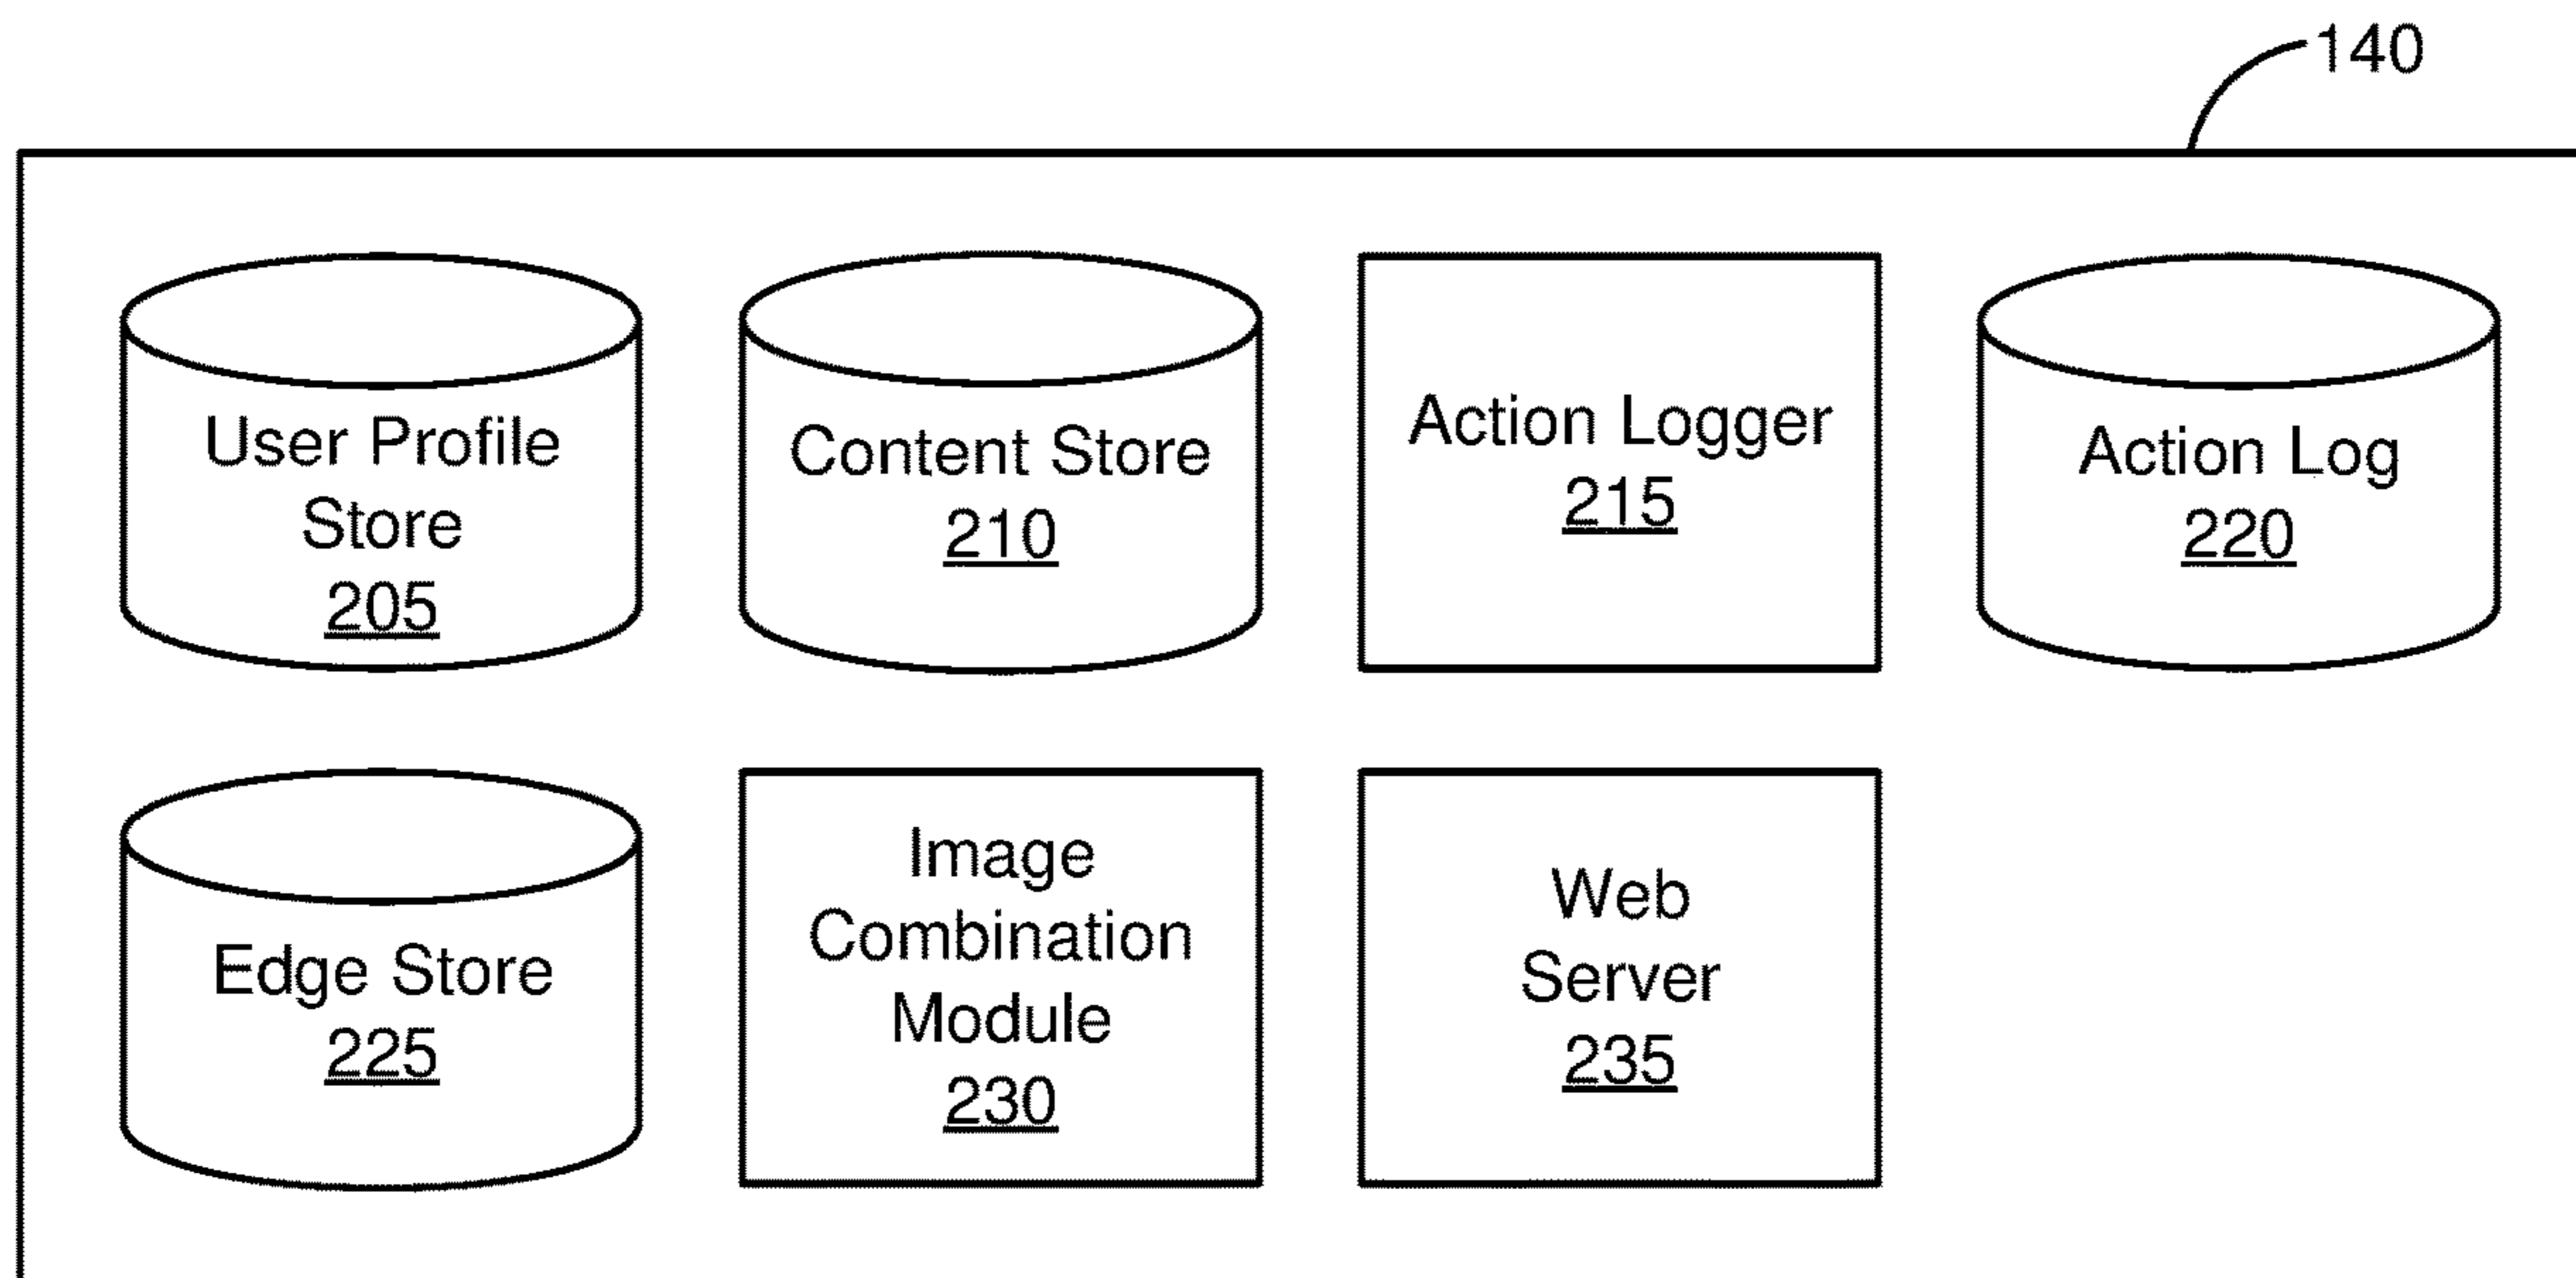 140
User Profile
Store
205
Content Store
210
Action Logger
215
Action Log
220
Edge Store
225
Image
Combination
Module
230
Web
Server
235